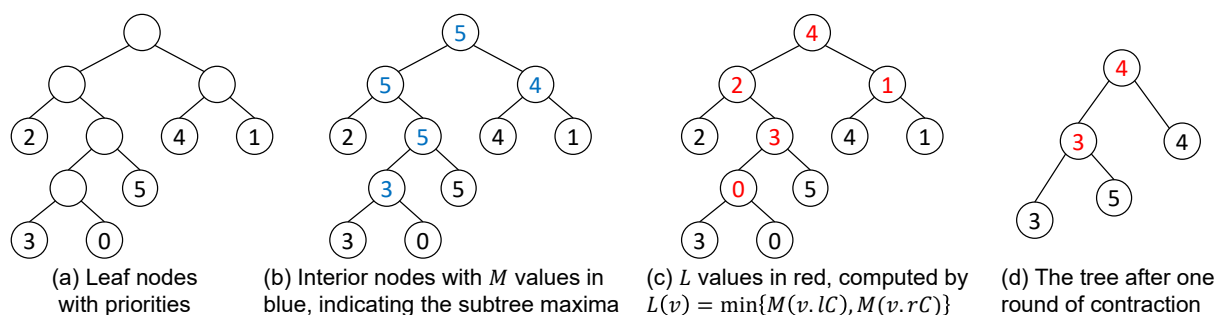 5 4
5 4 2 1 4
2 4 1 2 5 4 1 2 3 4 1 3 4
5 3 5 0 5 3 5
3 0 3 0 3 0
(a) Leaf nodes
with priorities
(b) Interior nodes with M values in
blue, indicating the subtree maxima
(c) L values in red, computed by
L(v) = min{M(v.lC), M(v.rC)}
(d) The tree after one
round of contraction